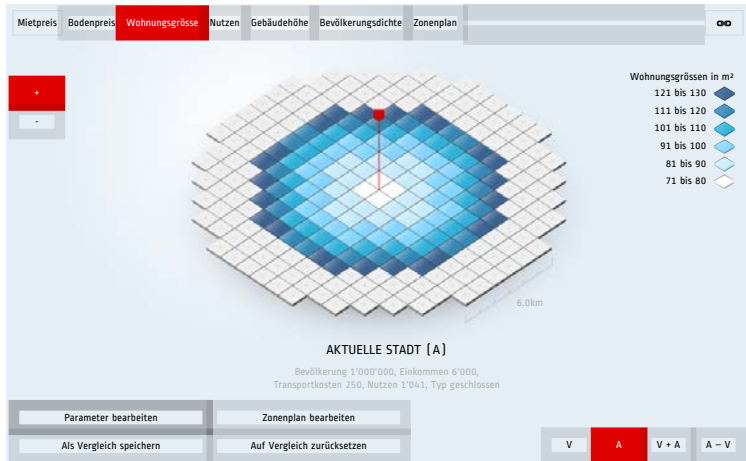 Mietpreis Bodenpreis Wohnungsgrösse Nutzen Gebäudehöhe Bevölkerungsdichte Zonenplan
+
-
Wohnungsgrössen in m²
121 bis 130
111 bis 120
101 bis 110
91 bis 100
81 bis 90
71 bis 80
6.0km
AKTUELLE STADT (A)
Bevölkerung 1'000'000, Einkommen 6'000,
Transportkosten 250, Nutzen 1'041, Typ geschlossen
Parameter bearbeiten Zonenplan bearbeiten
Als Vergleich speichern Auf Vergleich zurücksetzen
V A V + A A – V